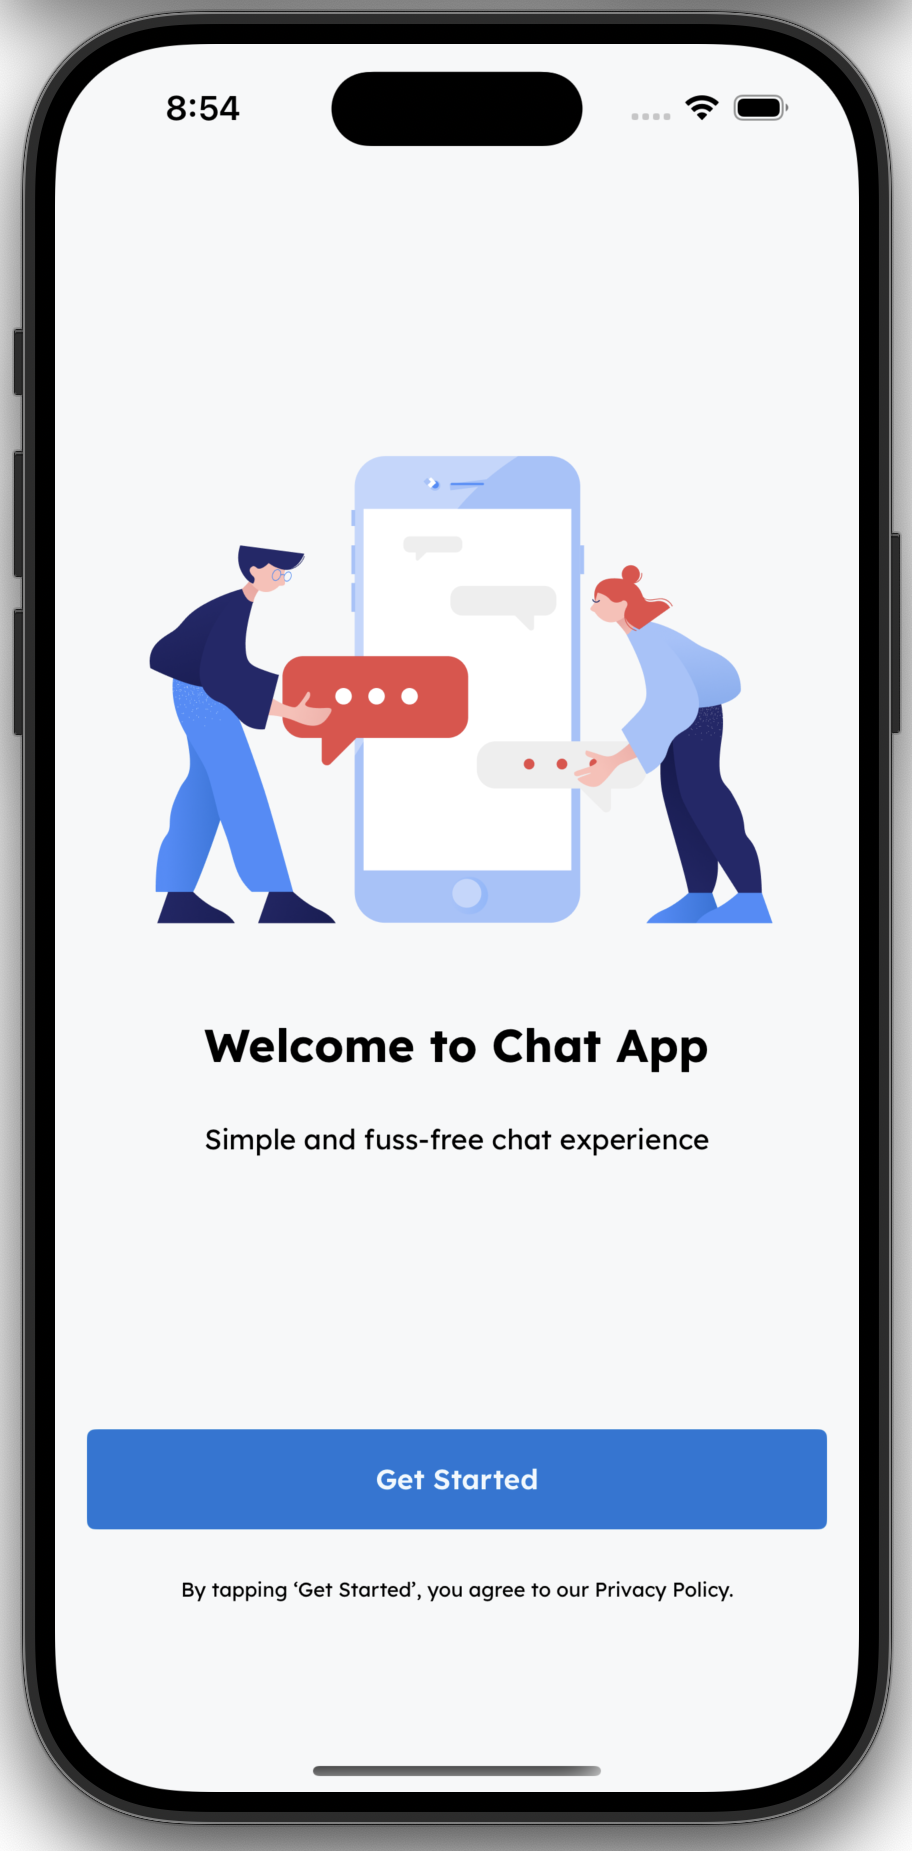 8:54
Welcome to Chat App
Simple and fuss-free chat experience
Get Started
By tapping ‘Get Started’, you agree to our Privacy Policy.